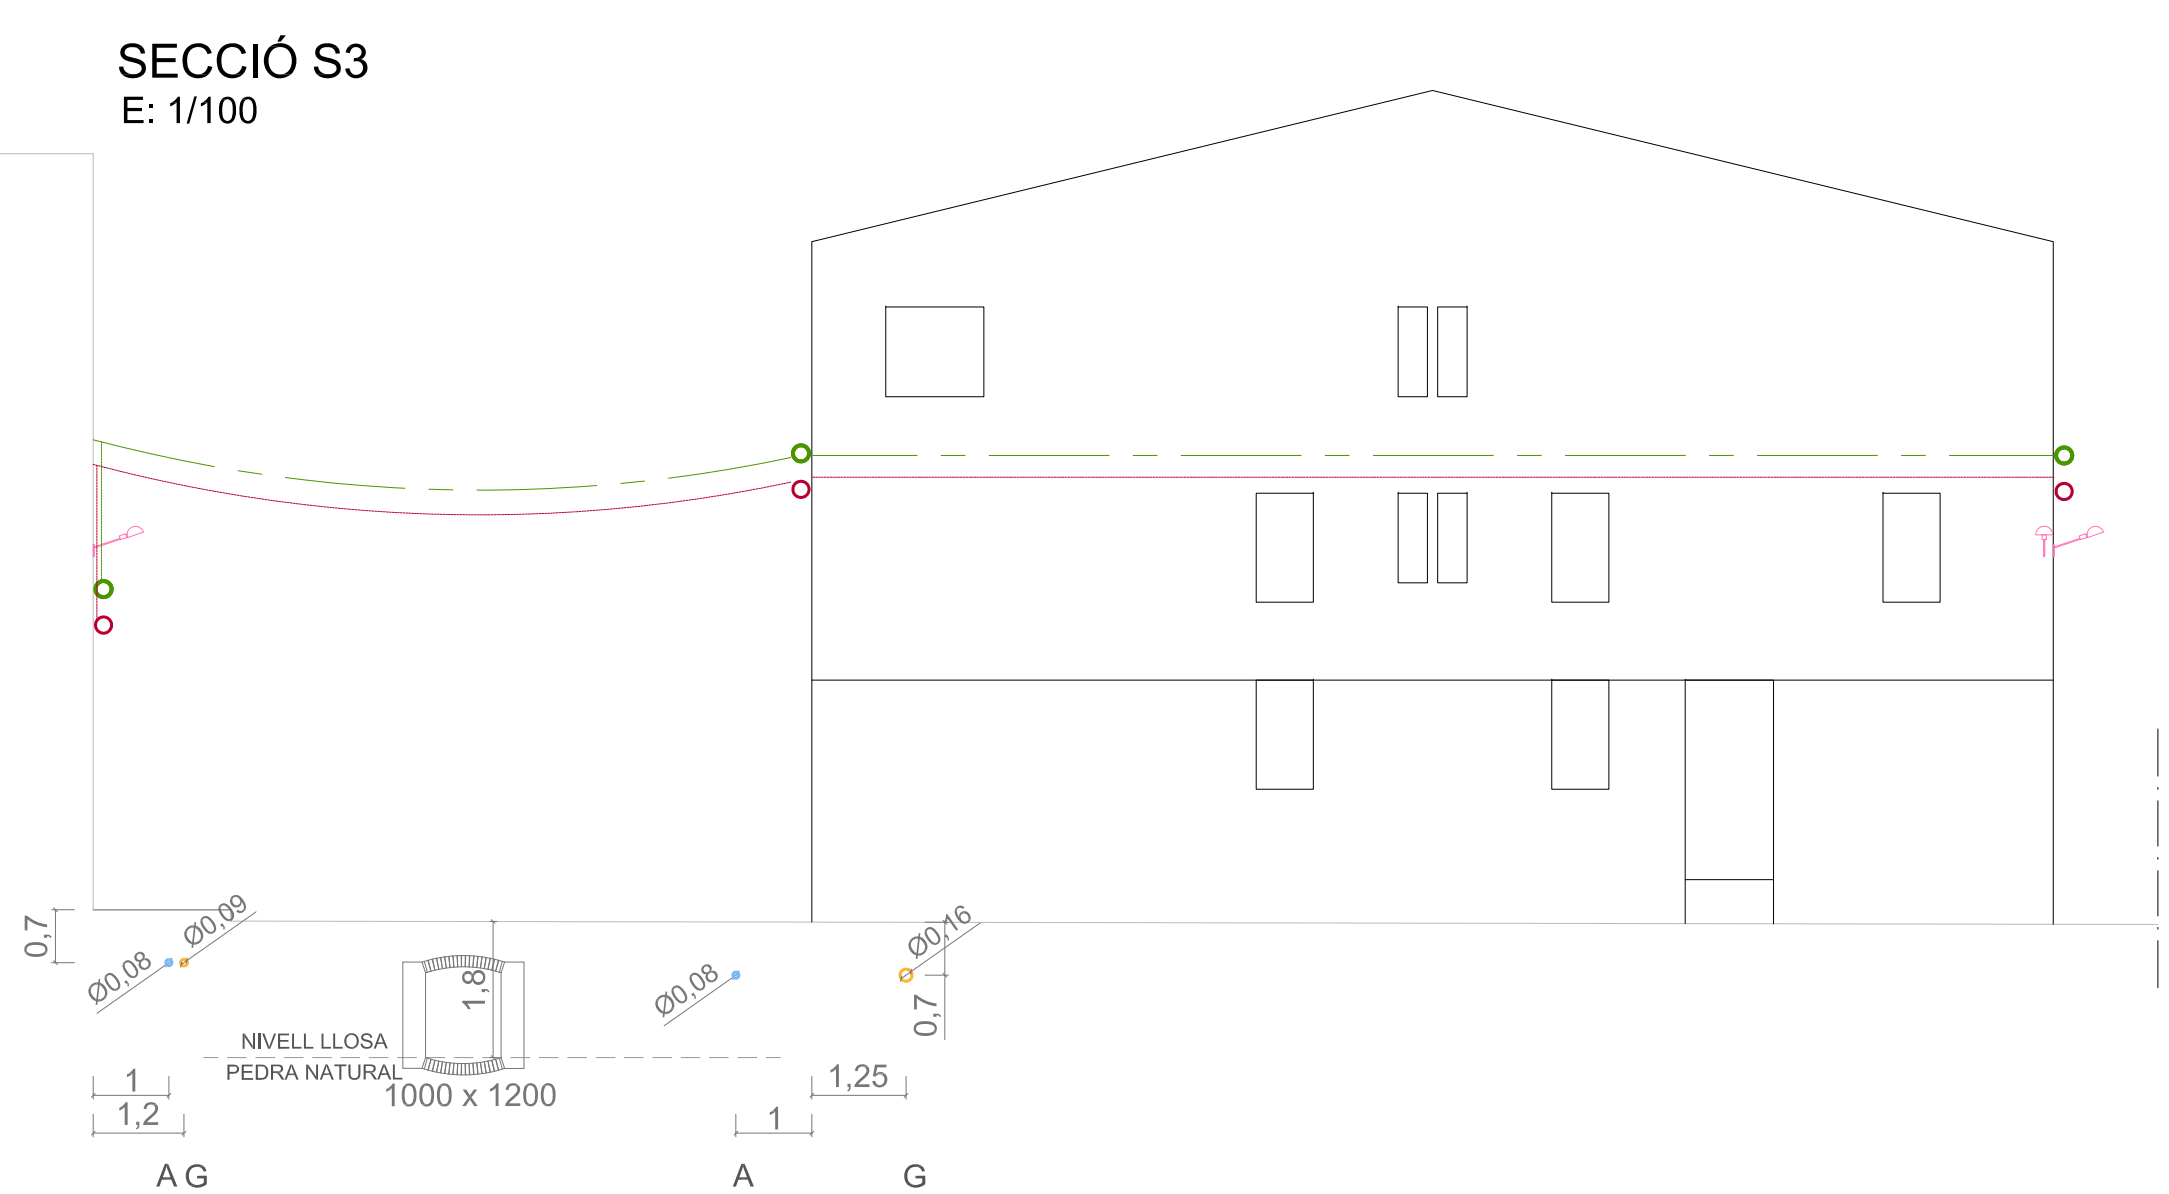 SECCIÓ S3
E: 1/100
0,7
Ø0,08
Ø0,09
1,8
Ø0,08
Ø0,16
0,7
NIVELL LLOSA
PEDRA NATURAL
1000 x 1200
1
1,2
1
1,25
A G
A
G